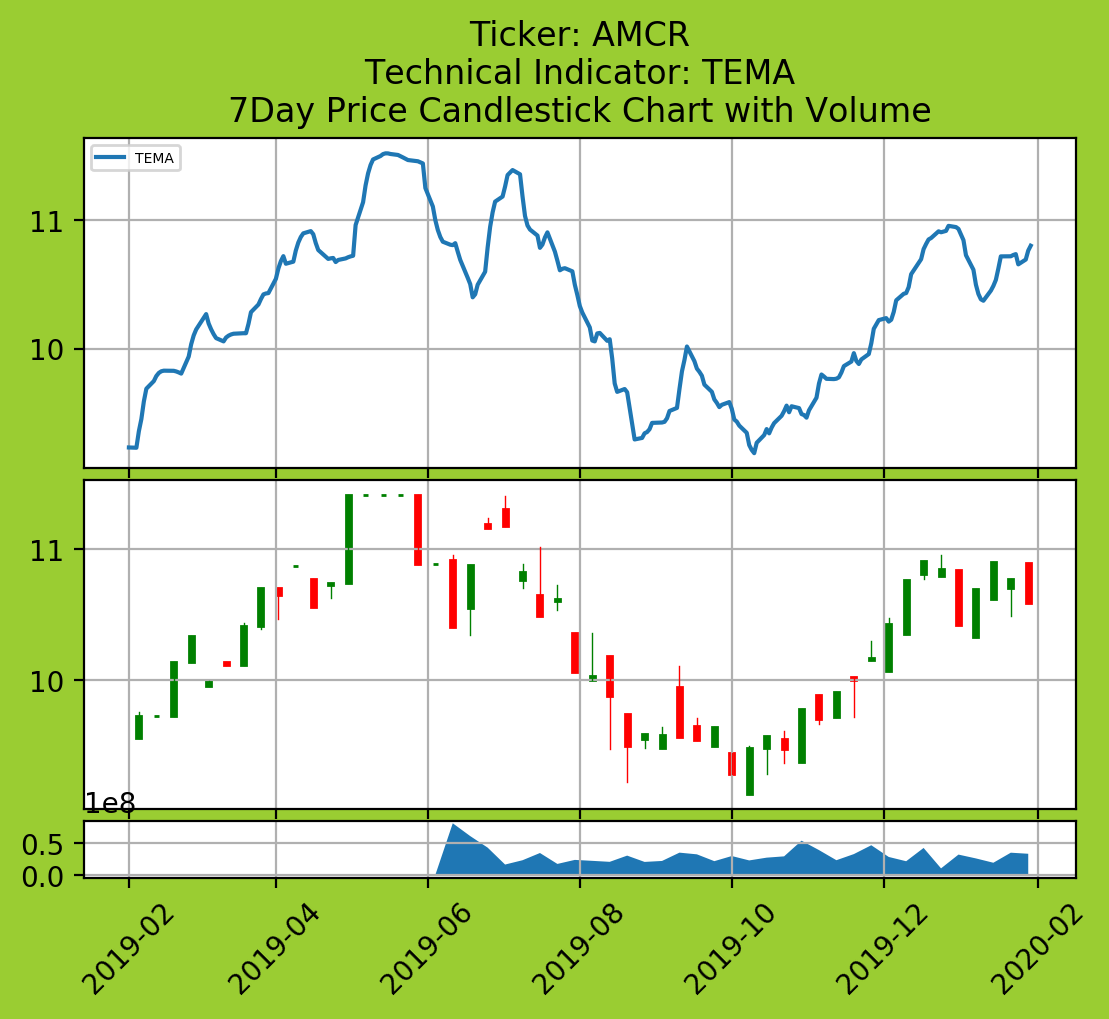 Ticker: AMCR
Technical Indicator: TEMA
7Day Price Candlestick Chart with Volume
TEMA
11
10
11
10
1e8
0.5
0.0
2019-02
2019-04
2019-06
2019-08
2019-10
2019-12
2020-02